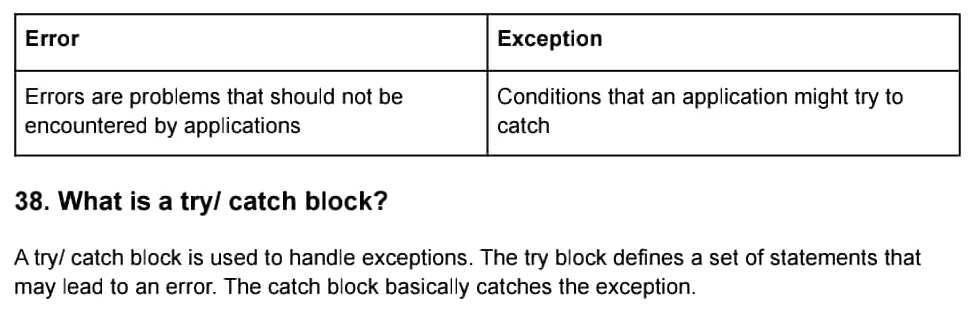 Error
Exception
Errors are problems that should not be
encountered by applications
Conditions that an application might try to
catch
38. What is a try/ catch block?
A try/ catch block is used to handle exceptions. The try block defines a set of statements that
may lead to an error. The catch block basically catches the exception.